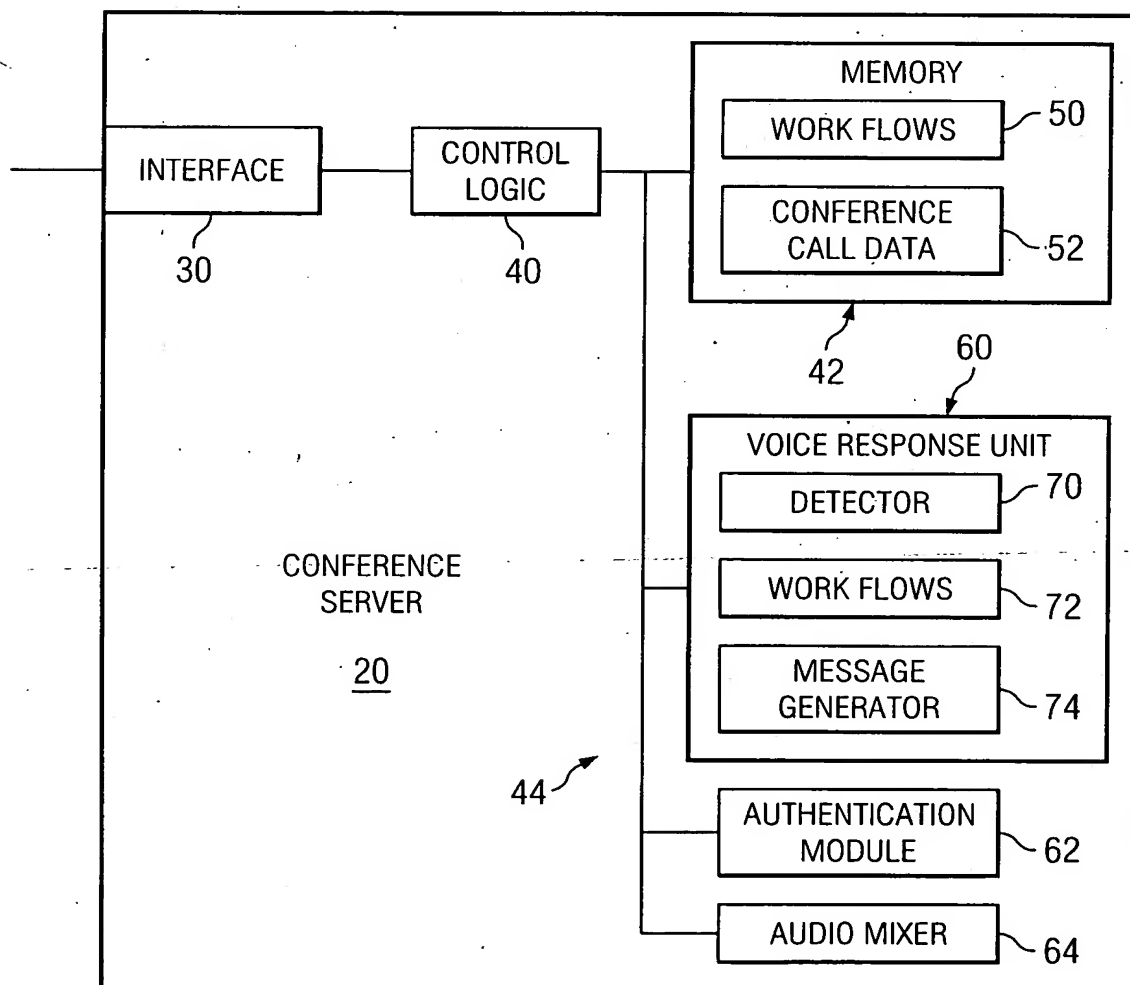 MEMORY
WORK FLOWS
50
CONFERENCE
CALL DATA
52
INTERFACE
30
CONTROL
LOGIC
40
42
60
VOICE RESPONSE UNIT
DETECTOR
70
WORK FLOWS
72
MESSAGE
GENERATOR
74
CONFERENCE
SERVER
20
44
AUTHENTICATION
MODULE
62
AUDIO MIXER
64